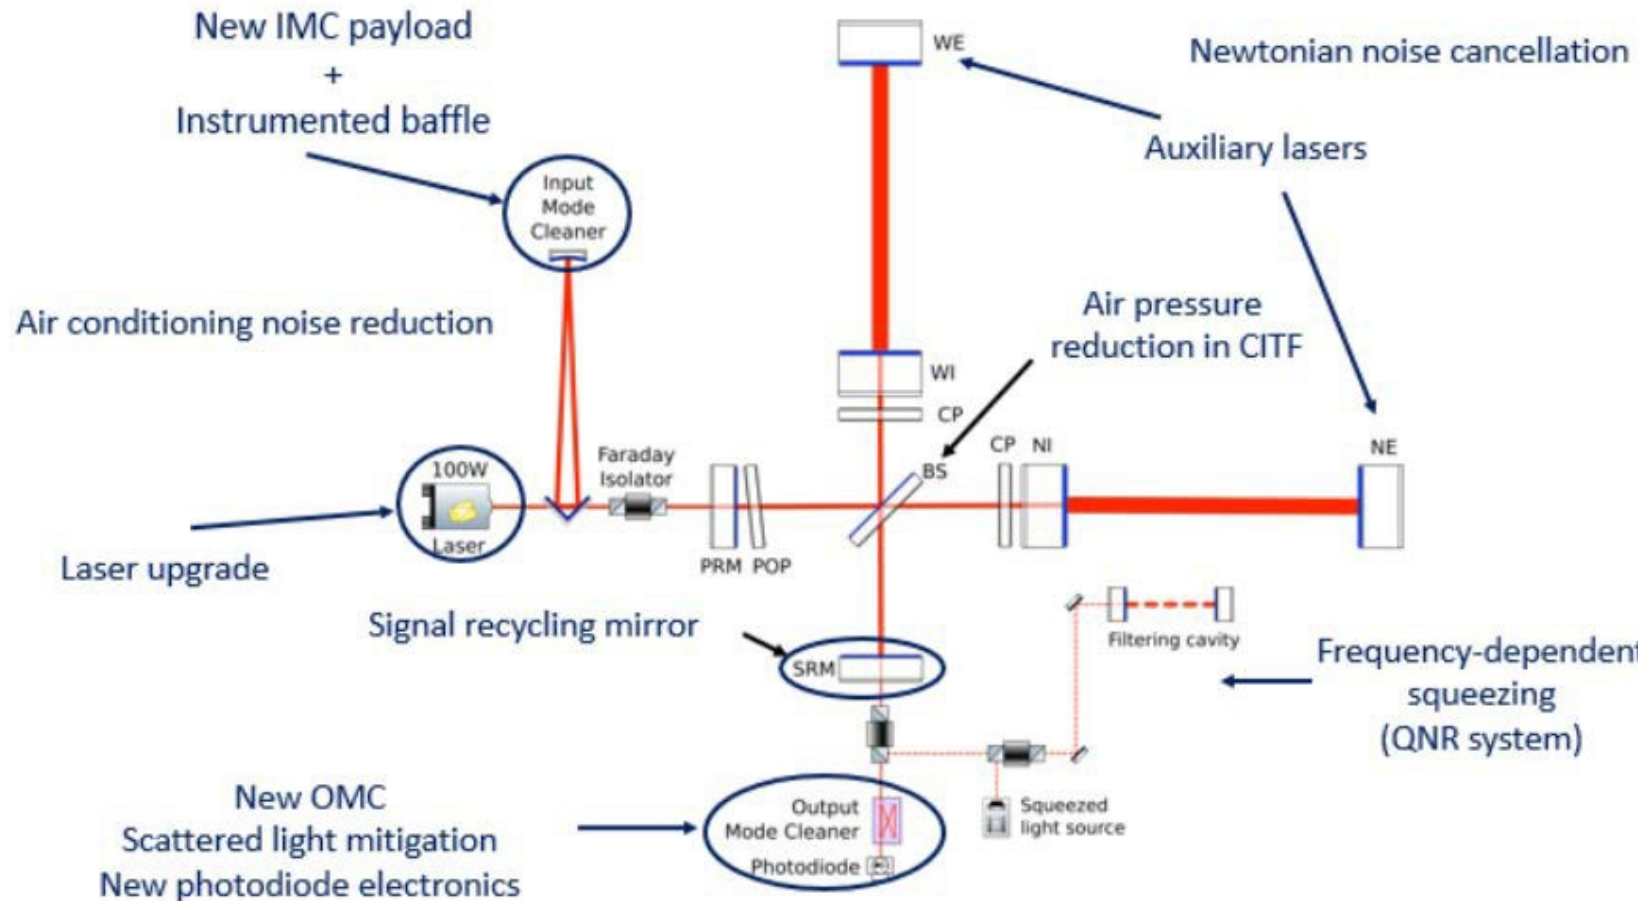 New IMC payload
+
Instrumented baffle
WE
Newtonian noise cancellation
Auxiliary lasers
Input
Mode
Cleaner
Air conditioning noise reduction
Air pressure
reduction in CITF
WI
CP
Faraday
Isolator
BS
CP
NI
NE
100W
Laser
PRM
POP
Laser upgrade
Signal recycling mirror
SRM
Filtering cavity
Frequency-dependent
squeezing
(QNR system)
New OMC
Scattered light mitigation
New photodiode electronics
Output
Mode Cleaner
Photodiode
Squeezed
light source